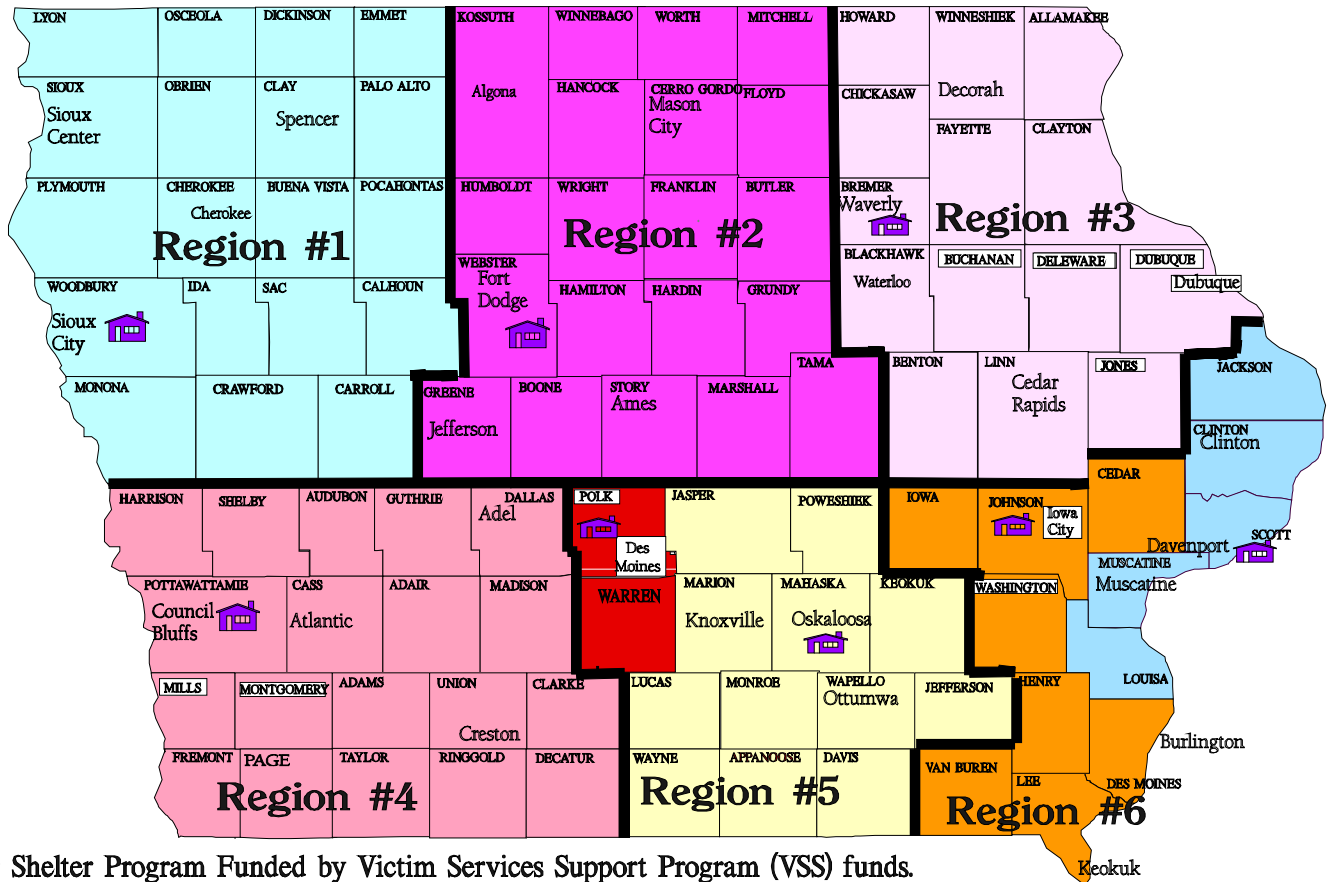 LYON OSCEOLA DICKINSON EMMET KOSSUTH WINNEBAGO WORTH MITCHELL HOWARD WINNESHIEK ALLAMAKEE
SIOUX OBRIEN CLAY PALO ALTO HANCOCK CERRO GORDO FLOYD CHICKASAW
Sioux
Center
Spencer
Algona
Mason
City
Decorah
FAYETTE CLAYTON
PLYMOUTH CHEROKEE BUENA VISTA POCAHONTAS HUMBOLDT WRIGHT FRANKLIN BUTLER BREMER
Cherokee
Waverly
Region #1
Region #2
Region #3
WOODBURY IDA SAC CALHOUN WEBSTER HAMILTON HARDIN GRUNDY BLACKHAWK BUCHANAN DELEWARE DUBUQUE
Sioux
City
Fort
Dodge
Waterloo
Dubuque
MONONA CRAWFORD CARROLL GREENE BOONE STORY MARSHALL TAMA BENTON LINN JONES JACKSON
Jefferson
Ames
Cedar
Rapids
CLINTON
Clinton
HARRISON SHELBY AUDUBON GUTHRIE DALLAS POLK JASPER POWESHIEK IOWA JOHNSON CEDAR SCOTT
Adel
Des
Moines
Iowa
City
Davenport
MUSCATINE
Muscatine
POTTAWATTAMIE CASS ADAIR MADISON WARREN MARION MAHASKA KEOKUK WASHINGTON
Council
Bluffs
Atlantic
Knoxville
Oskaloosa
MILLS MONTGOMERY ADAMS UNION CLARKE LUCAS MONROE WAPELLO JEFFERSON HENRY LOUISA
Creston
Ottumwa
Burlington
FREMONT PAGE TAYLOR RINGGOLD DECATUR WAYNE APPANOOSE DAVIS VAN BUREN LEE DES MOINES
Region #4
Region #5
Region #6
Keokuk
Shelter Program Funded by Victim Services Support Program (VSS) funds.